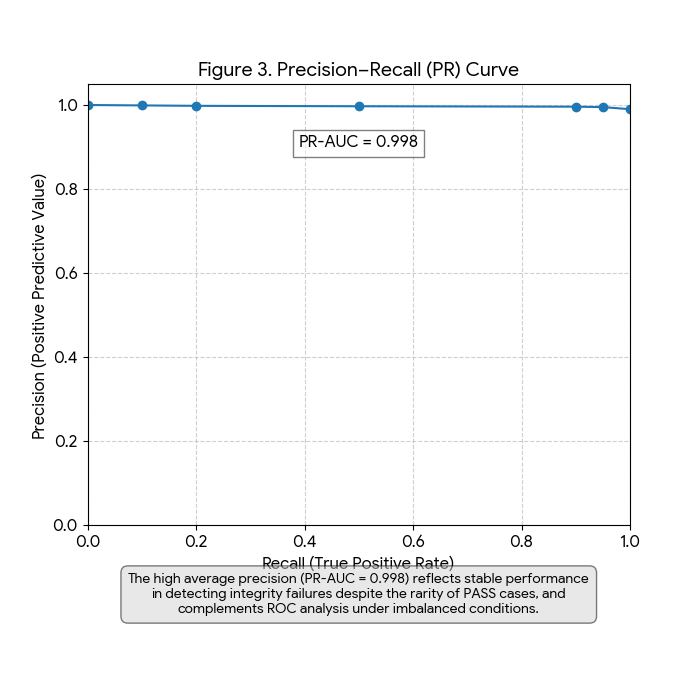 Figure 3. Precision–Recall (PR) Curve
1.0
PR-AUC = 0.998
0.8
0.6
0.4
0.2
0.0
Precision (Positive Predictive Value)
0.0 0.2 0.4 0.6 0.8 1.0
Recall (True Positive Rate)
The high average precision (PR-AUC = 0.998) reflects stable performance
in detecting integrity failures despite the rarity of PASS cases, and
complements ROC analysis under imbalanced conditions.